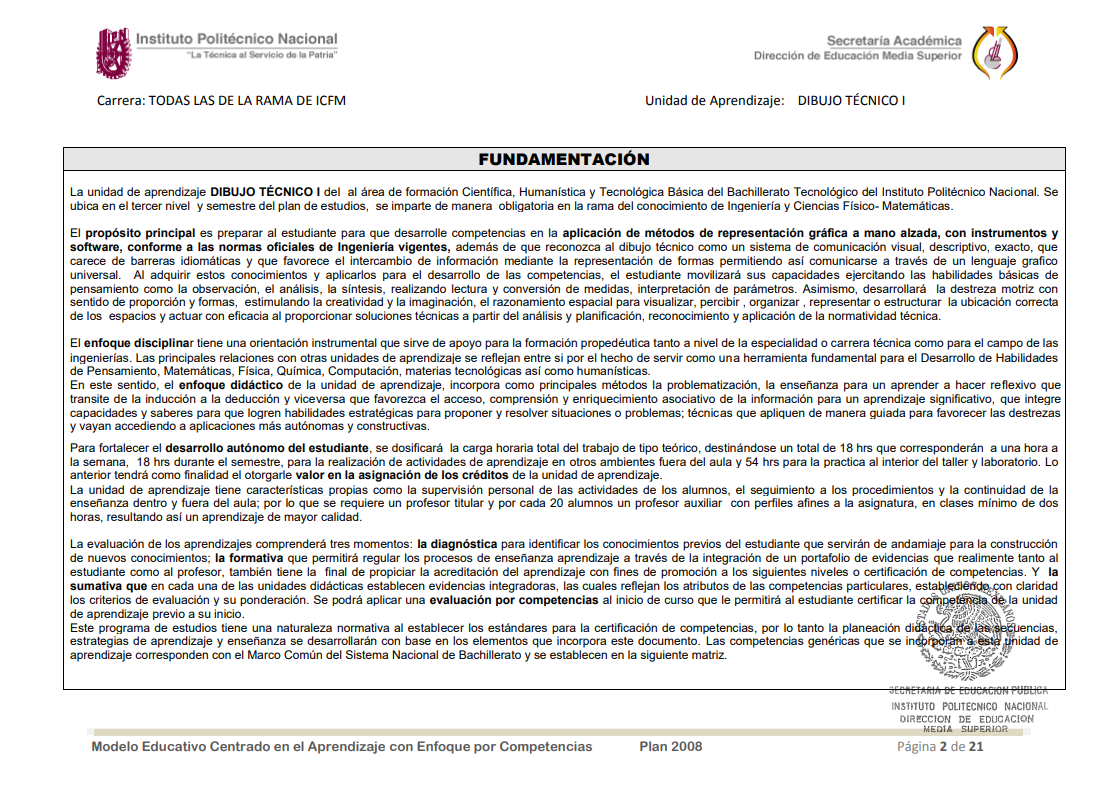 Instituto Politécnico Nacional
"La Técnica al Servicio de la Patria"
Secretaría Académica
Dirección de Educación Media Superior
Carrera: TODAS LAS DE LA RAMA DE ICFM
Unidad de Aprendizaje: DIBUJO TÉCNICO I
FUNDAMENTACIÓN
La unidad de aprendizaje DIBUJO TÉCNICO I del al área de formación Científica, Humanística y Tecnológica Básica del Bachillerato Tecnológico del Instituto Politécnico Nacional. Se
ubica en el tercer nivel y semestre del plan de estudios, se imparte de manera obligatoria en la rama del conocimiento de Ingeniería y Ciencias Físico- Matemáticas.
El propósito principal es preparar al estudiante para que desarrolle competencias en la aplicación de métodos de representación gráfica a mano alzada, con instrumentos y
software, conforme a las normas oficiales de Ingeniería vigentes, además de que reconozca al dibujo técnico como un sistema de comunicación visual, descriptivo, exacto, que
carece de barreras idiomáticas y que favorece el intercambio de información mediante la representación de formas permitiendo así comunicarse a través de un lenguaje grafico
universal. Al adquirir estos conocimientos y aplicarlos para el desarrollo de las competencias, el estudiante movilizará sus capacidades ejercitando las habilidades básicas de
pensamiento como la observación, el análisis, la síntesis, realizando lectura y conversión de medidas, interpretación de parámetros. Asimismo, desarrollará la destreza motriz con
sentido de proporción y formas, estimulando la creatividad y la imaginación, el razonamiento espacial para visualizar, percibir , organizar , representar o estructurar la ubicación correcta
de los espacios y actuar con eficacia al proporcionar soluciones técnicas a partir del análisis y planificación, reconocimiento y aplicación de la normatividad técnica.
El enfoque disciplinar tiene una orientación instrumental que sirve de apoyo para la formación propedéutica tanto a nivel de la especialidad o carrera técnica como para el campo de las
ingenierías. Las principales relaciones con otras unidades de aprendizaje se reflejan entre si por el hecho de servir como una herramienta fundamental para el Desarrollo de Habilidades
de Pensamiento, Matemáticas, Física, Química, Computación, materias tecnológicas así como humanísticas.
En este sentido, el enfoque didáctico de la unidad de aprendizaje, incorpora como principales métodos la problematización, la enseñanza para un aprender a hacer reflexivo que
transite de la inducción a la deducción y viceversa que favorezca el acceso, comprensión y enriquecimiento asociativo de la información para un aprendizaje significativo, que integre
capacidades y saberes para que logren habilidades estratégicas para proponer y resolver situaciones o problemas; técnicas que apliquen de manera guiada para favorecer las destrezas
y vayan accediendo a aplicaciones más autónomas y constructivas.
Para fortalecer el desarrollo autónomo del estudiante, se dosificará la carga horaria total del trabajo de tipo teórico, destinándose un total de 18 hrs que corresponderán a una hora a
la semana, 18 hrs durante el semestre, para la realización de actividades de aprendizaje en otros ambientes fuera del aula y 54 hrs para la practica al interior del taller y laboratorio. Lo
anterior tendrá como finalidad el otorgarle valor en la asignación de los créditos de la unidad de aprendizaje.
La unidad de aprendizaje tiene características propias como la supervisión personal de las actividades de los alumnos, el seguimiento a los procedimientos y la continuidad de la
enseñanza dentro y fuera del aula; por lo que se requiere un profesor titular y por cada 20 alumnos un profesor auxiliar con perfiles afines a la asignatura, en clases mínimo de dos
horas, resultando así un aprendizaje de mayor calidad.
La evaluación de los aprendizajes comprenderá tres momentos: la diagnóstica para identificar los conocimientos previos del estudiante que servirán de andamiaje para la construcción
de nuevos conocimientos; la formativa que permitirá regular los procesos de enseñanza aprendizaje a través de la integración de un portafolio de evidencias que realmente tanto al
estudiante como al profesor, también tiene la final de propiciar la acreditación del aprendizaje con fines de promoción a los siguientes niveles o certificación de competencias. Y la
sumativa que en cada una de las unidades didácticas establecen evidencias integradoras, las cuales reflejan los atributos de las competencias particulares, estableciendo con claridad
los criterios de evaluación y su ponderación. Se podrá aplicar una evaluación por competencias al inicio de curso que le permitirá al estudiante certificar la competencia de la unidad
de aprendizaje previo a su inicio.
Este programa de estudios tiene una naturaleza normativa al establecer los estándares para la certificación de competencias, por lo tanto la planeación didáctica de las secuencias,
estrategias de aprendizaje y enseñanza se desarrollarán con base en los elementos que incorpora este documento. Las competencias genéricas que se incorporan a esta unidad de
aprendizaje corresponden con el Marco Común del Sistema Nacional de Bachillerato y se establecen en la siguiente matriz.
SECRETARIA DE EDUCACION PUBLICA
INSTITUTO POLITECNICO NACIONAL
DIRECCION DE EDUCACION
MEDIA SUPERIOR
Modelo Educativo Centrado en el Aprendizaje con Enfoque por Competencias
Plan 2008
Página 2 de 21